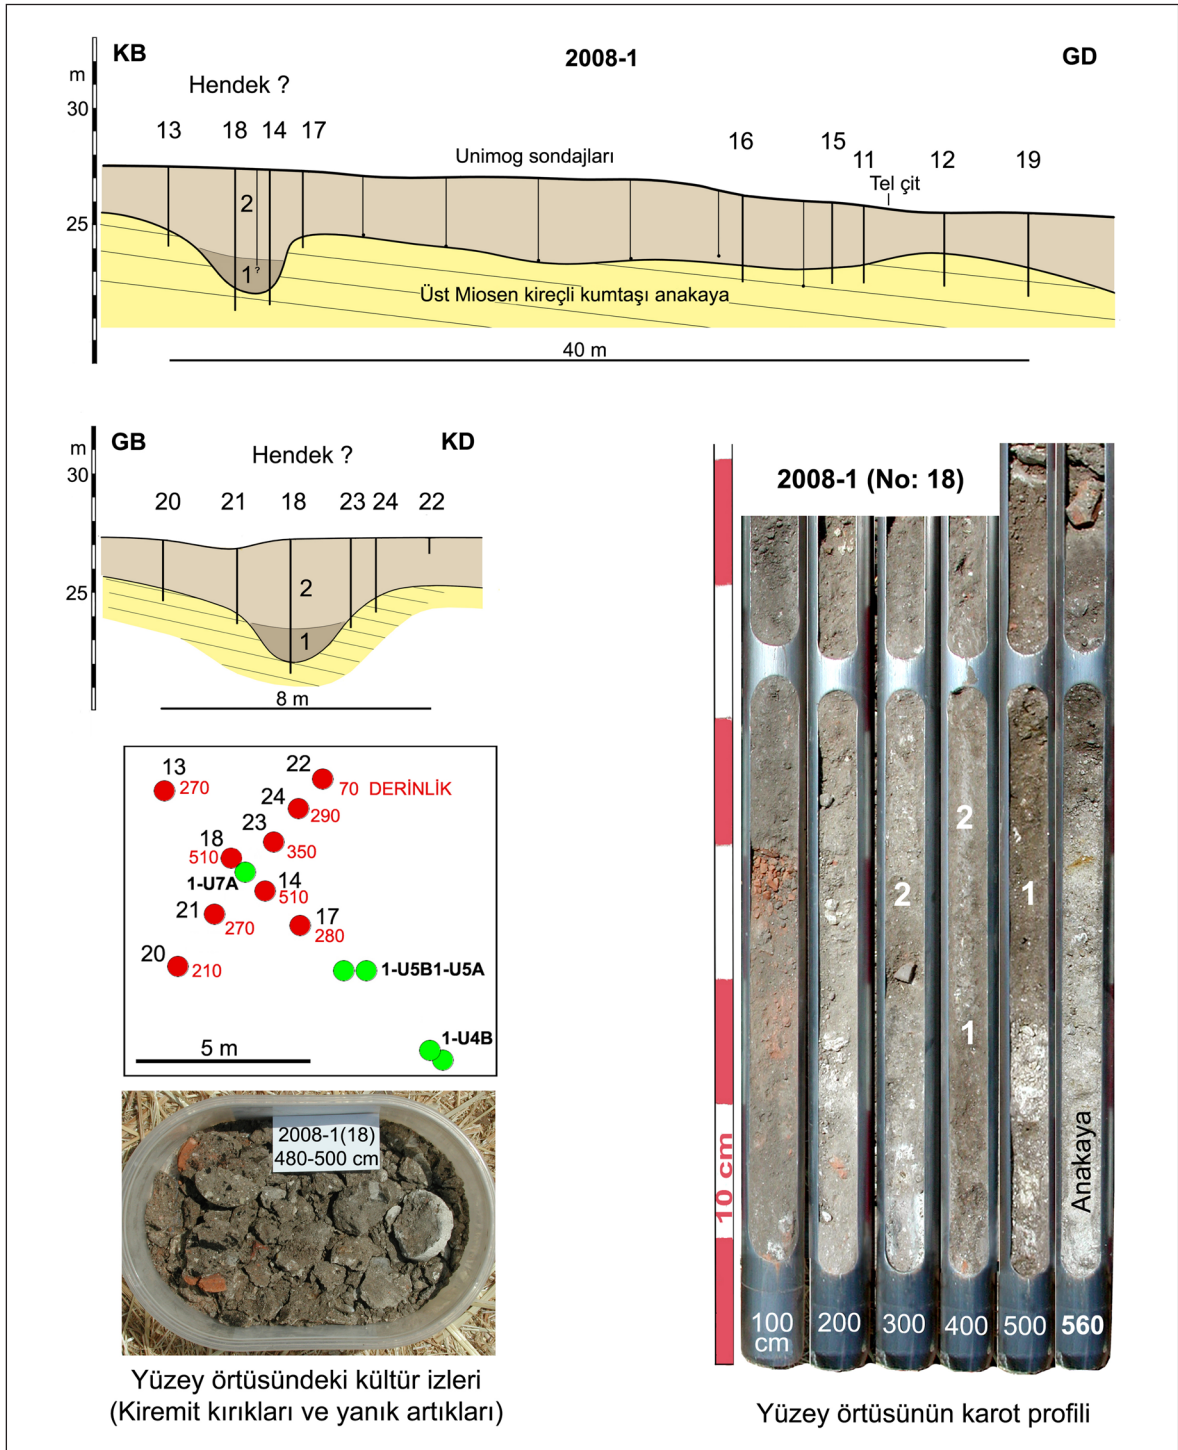 KB
2008-1
GD
m
Hendek ?
30
13
18
14
17
16
15
11
12
19
Unimog sondajları
Tel çit
2
25
1
?
Üst Miosen kireçli kumtaşı anakaya
40 m
GB
KD
m
Hendek ?
30
20
21
18
23
24
22
2
25
1
8 m
13
270
22
70 DERİNLİK
24
290
23
350
18
510
1-U7A
14
510
21
270
17
280
20
210
1-U5B1-U5A
1-U4B
5 m
2008-1(18)
480-500 cm
Yüzey örtüsündeki kültür izleri
(Kiremit kırıkları ve yanık artıkları)
2008-1 (No: 18)
2
2
1
1
Anakaya
10 cm
100
cm
200
300
400
500
560
Yüzey örtüsünün karot profili